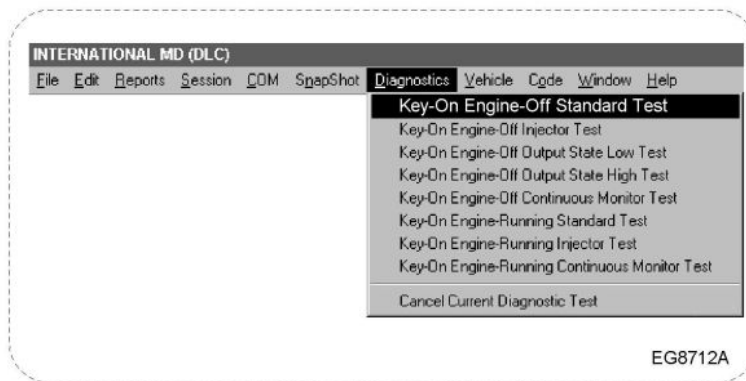 INTERNATIONAL MD (DLC)
File Edit Reports Session COM SnapShot Diagnostics Vehicle Code Window Help
Key-On Engine-Off Standard Test
Key-On Engine-Off Injector Test
Key-On Engine-Off Output State Low Test
Key-On Engine-Off Output State High Test
Key-On Engine-Off Continuous Monitor Test
Key-On Engine-Running Standard Test
Key-On Engine-Running Injector Test
Key-On Engine-Running Continuous Monitor Test
Cancel Current Diagnostic Test
EG8712A